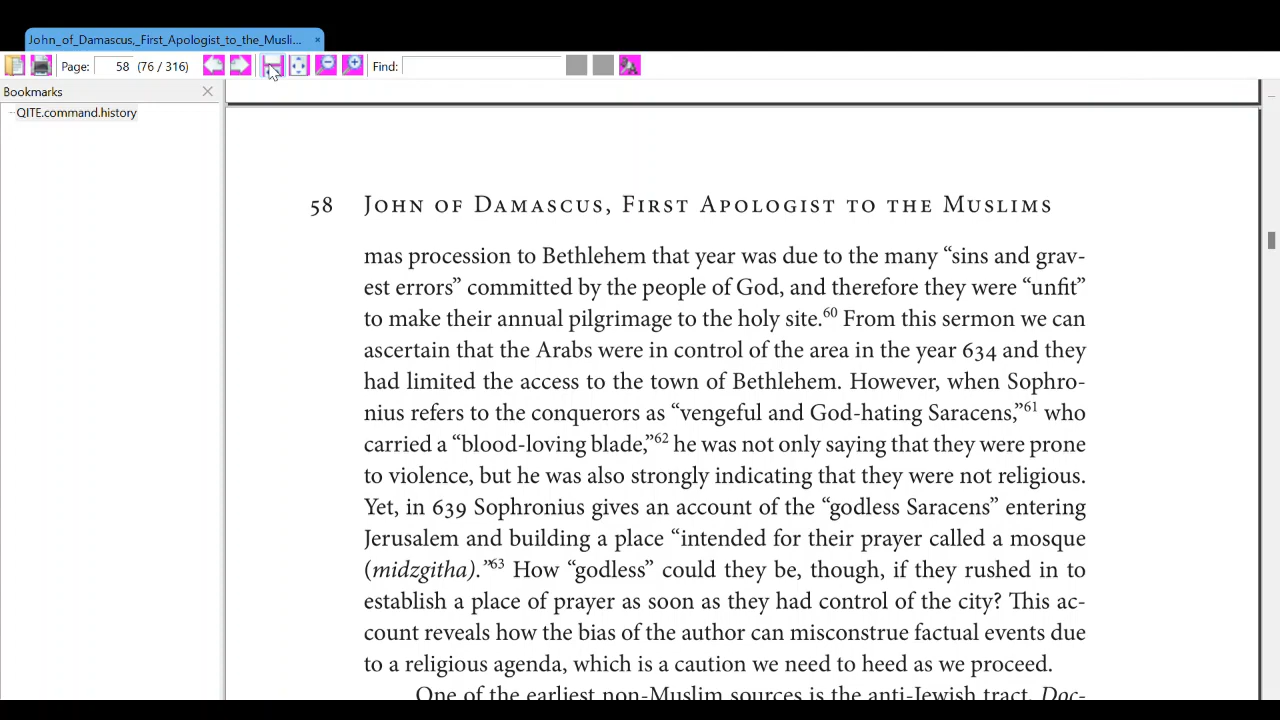 John_of_Damascus,_First_Apologist_to_the_Musli...
Page: 58 (76 / 316) Find:
Bookmarks
QITE.command.history
58 John of Damascus, First Apologist to the Muslims
mas procession to Bethlehem that year was due to the many “sins and grav-
est errors” committed by the people of God, and therefore they were “unfit”
to make their annual pilgrimage to the holy site.60 From this sermon we can
ascertain that the Arabs were in control of the area in the year 634 and they
had limited the access to the town of Bethlehem. However, when Sophro-
nius refers to the conquerors as “vengeful and God-hating Saracens,”61 who
carried a “blood-loving blade,”62 he was not only saying that they were prone
to violence, but he was also strongly indicating that they were not religious.
Yet, in 639 Sophronius gives an account of the “godless Saracens” entering
Jerusalem and building a place “intended for their prayer called a mosque
(midzgitha).”63 How “godless” could they be, though, if they rushed in to
establish a place of prayer as soon as they had control of the city? This ac-
count reveals how the bias of the author can misconstrue factual events due
to a religious agenda, which is a caution we need to heed as we proceed.
One of the earliest non-Muslim sources is the anti-Jewish tract, Doc-